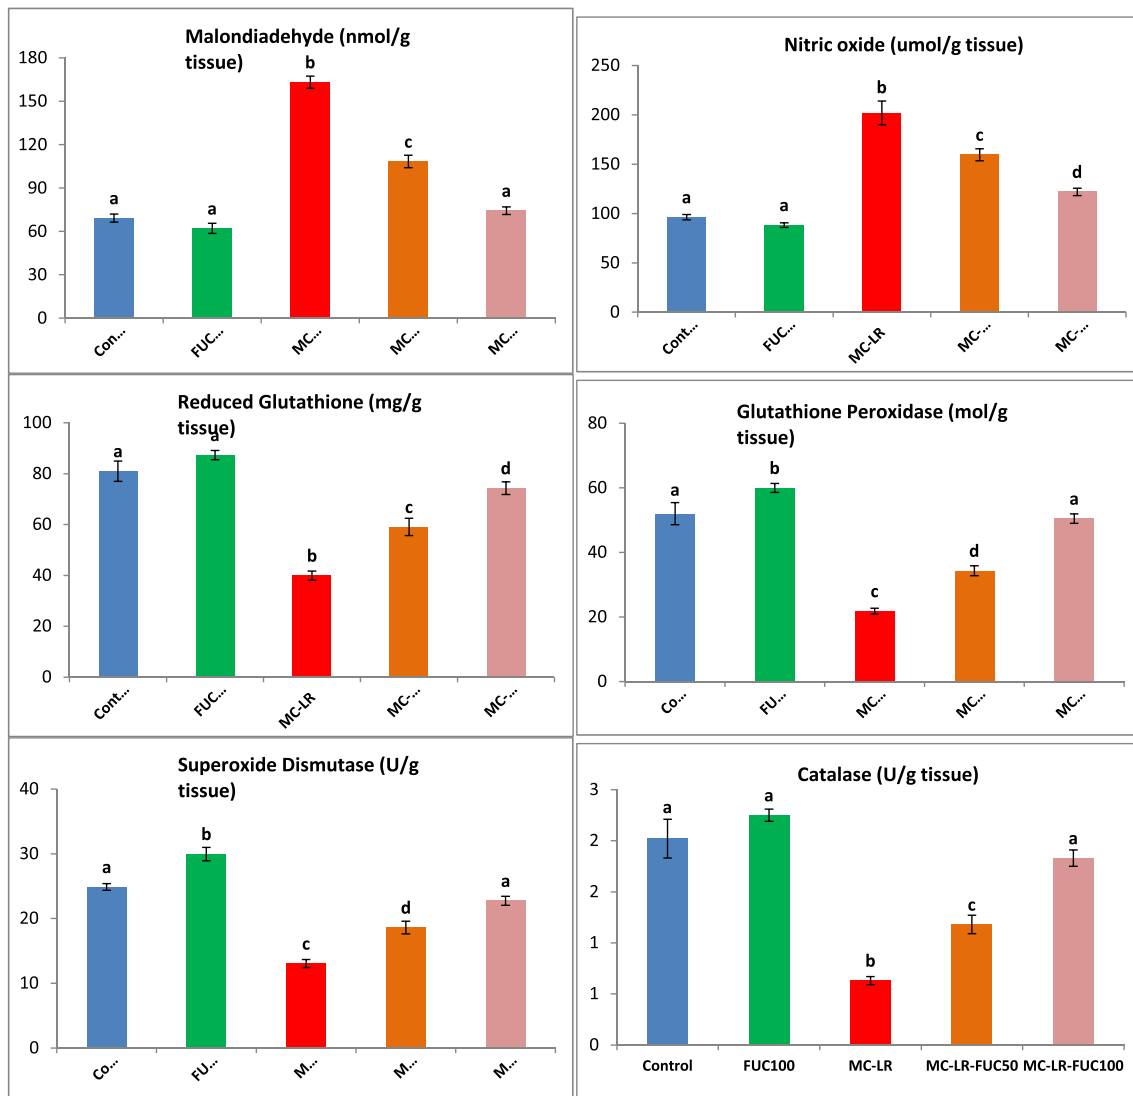 Malondiadehyde (nmol/g
tissue)
180
150
120
90
60
30
0
a
a
b
c
a
Con...
FUC...
MC...
MC...
MC...
Nitric oxide (umol/g tissue)
250
200
150
100
50
0
a
a
b
c
d
Cont...
FUC...
MC-LR
MC-...
MC-...
Reduced Glutathione (mg/g
tissue)
100
80
60
40
20
0
a
a
b
c
d
Cont...
FUC...
MC-LR
MC-...
MC-...
Glutathione Peroxidase (mol/g
tissue)
80
60
40
20
0
a
b
c
d
a
Co...
FU...
MC...
MC...
MC...
Superoxide Dismutase (U/g
tissue)
40
30
20
10
0
a
b
c
d
a
Co...
FU...
M...
M...
M...
Catalase (U/g tissue)
3
2
2
1
1
0
a
a
b
c
a
Control
FUC100
MC-LR
MC-LR-FUC50
MC-LR-FUC100